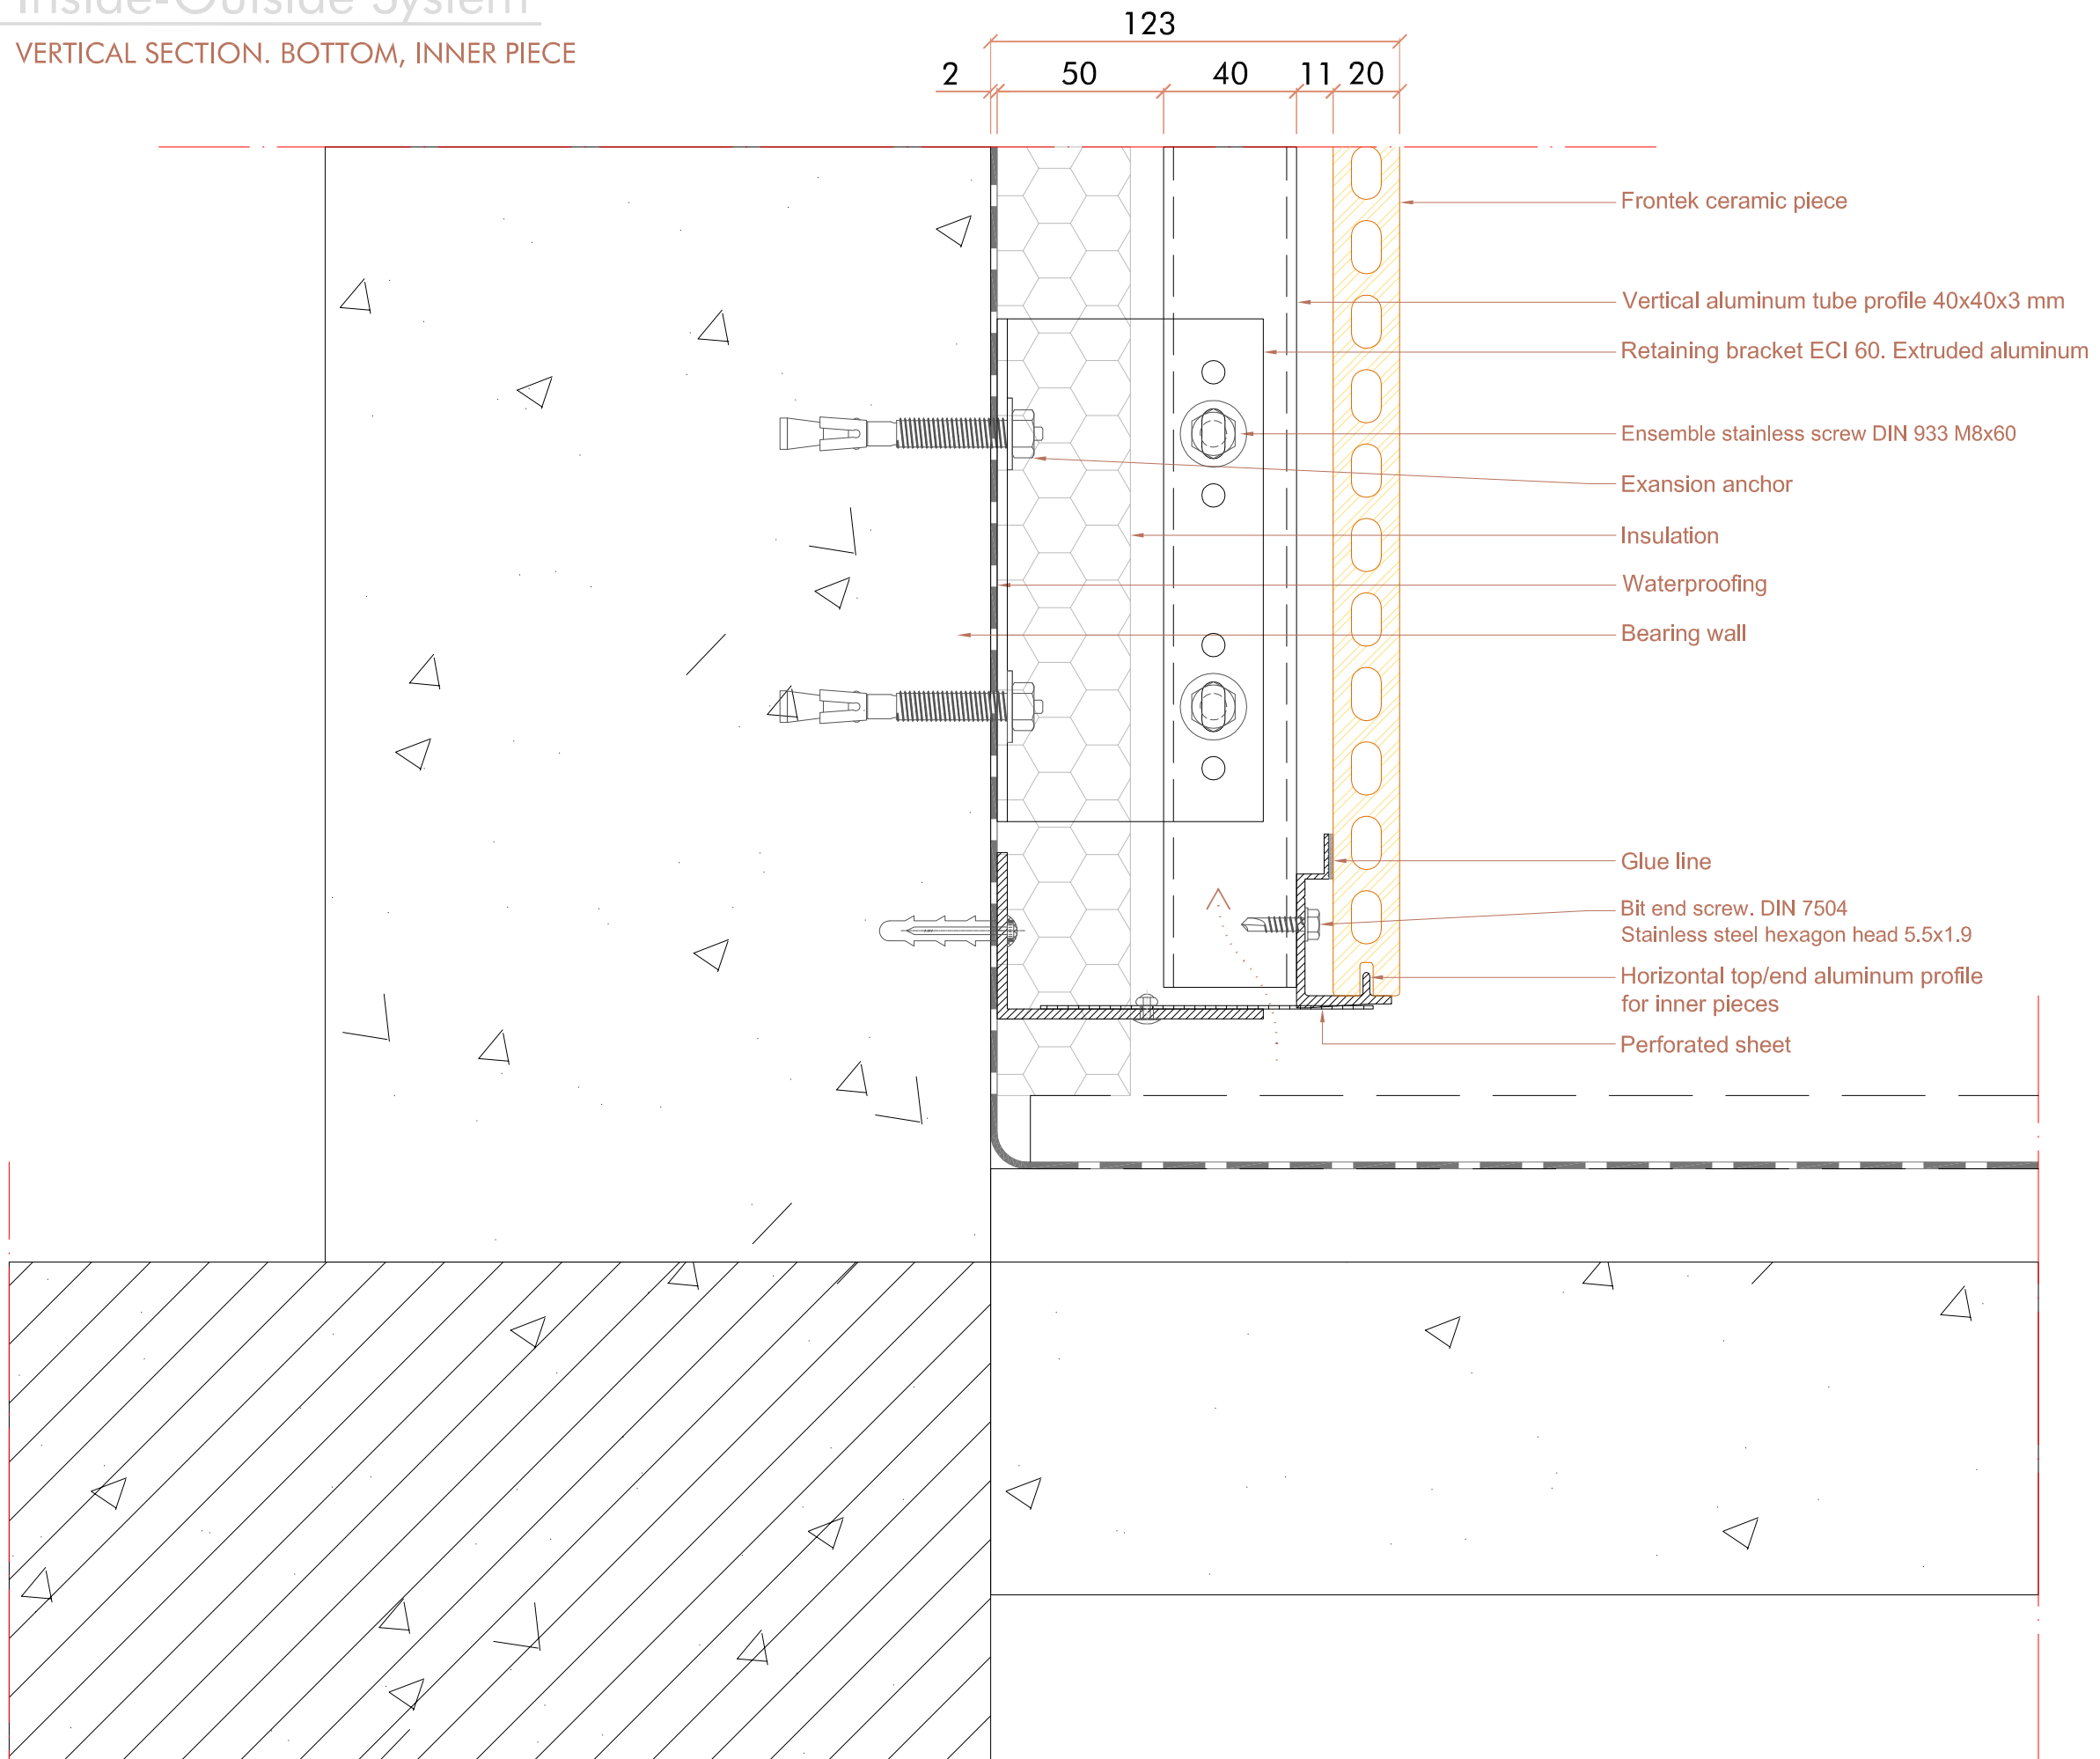 Inside-Outside System
VERTICAL SECTION. BOTTOM, INNER PIECE
123
2 50 40 11 20
Frontek ceramic piece
Vertical aluminum tube profile 40x40x3 mm
Retaining bracket ECI 60. Extruded aluminum
Ensemble stainless screw DIN 933 M8x60
Exansion anchor
Insulation
Waterproofing
Bearing wall
Glue line
Bit end screw. DIN 7504
Stainless steel hexagon head 5.5x1.9
Horizontal top/end aluminum profile
for inner pieces
Perforated sheet